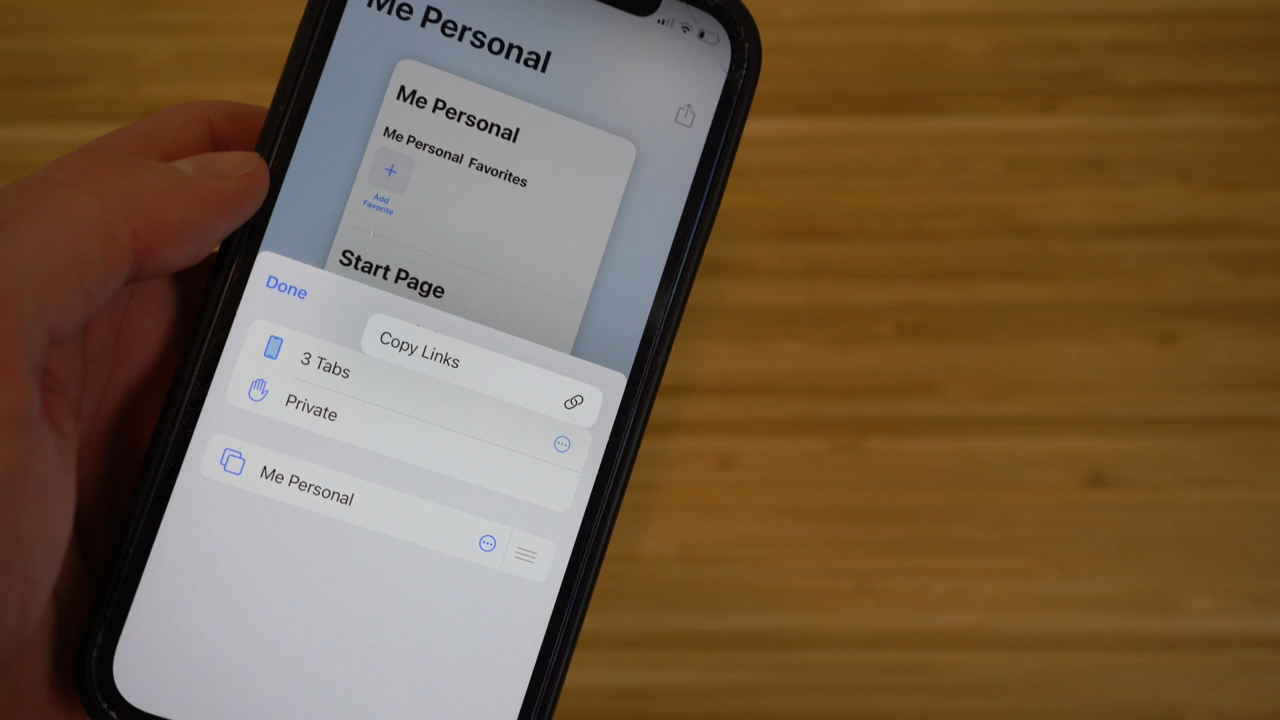 Me Personal
Me Personal
Me Personal Favorites
Add
Favorite
Start Page
Done
Copy Links
3 Tabs
Private
Me Personal